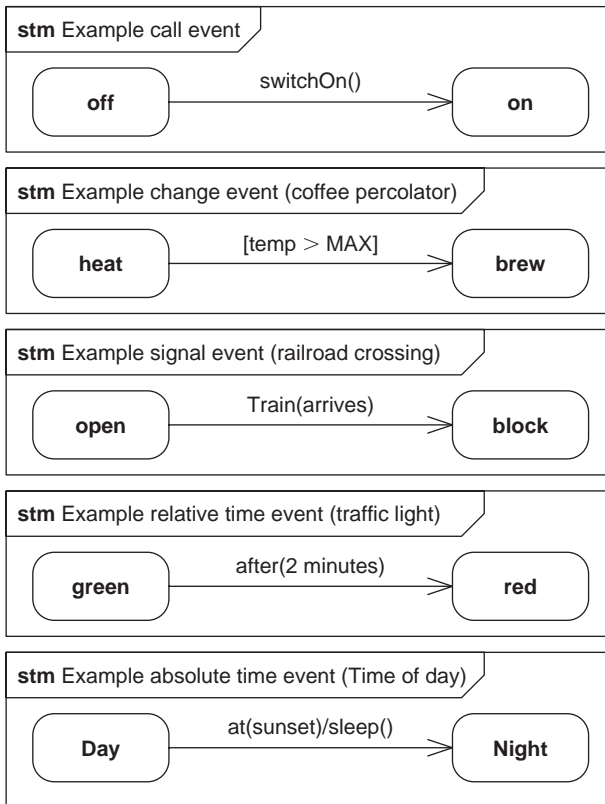 stm Example call event
switchOn()
off
on
stm Example change event (coffee percolator)
[temp > MAX]
heat
brew
stm Example signal event (railroad crossing)
Train(arrives)
open
block
stm Example relative time event (traffic light)
after(2 minutes)
green
red
stm Example absolute time event (Time of day)
at(sunset)/sleep()
Day
Night